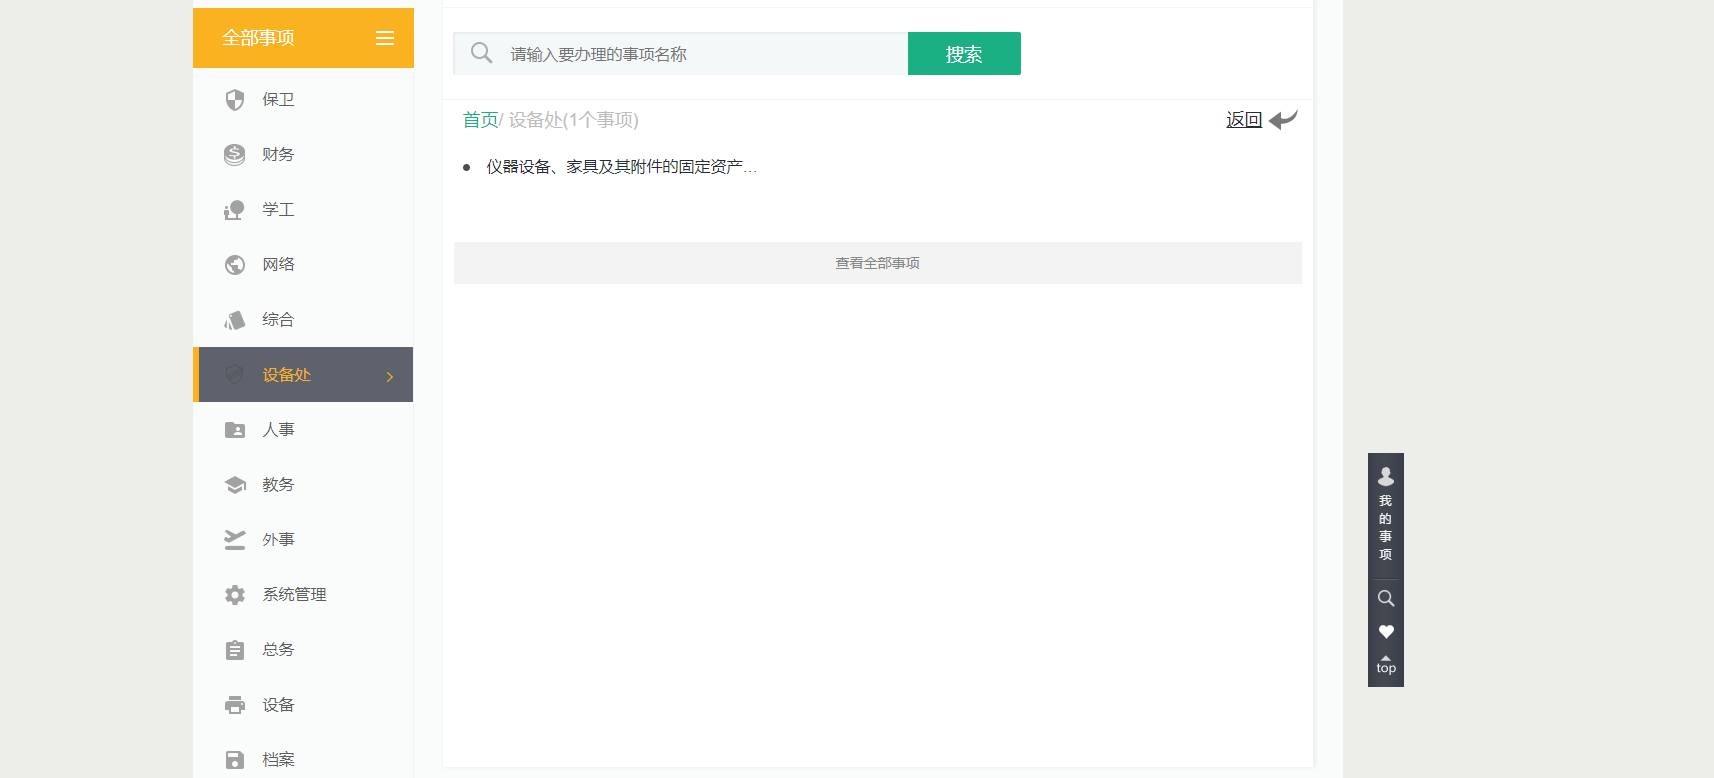 全部事项
保卫
财务
学工
网络
综合
设备处
人事
教务
外事
系统管理
总务
设备
档案
请输入要办理的事项名称
搜索
首页/ 设备处(1个事项)
返回
仪器设备、家具及其附件的固定资产...
查看全部事项
我
的
事
项
top